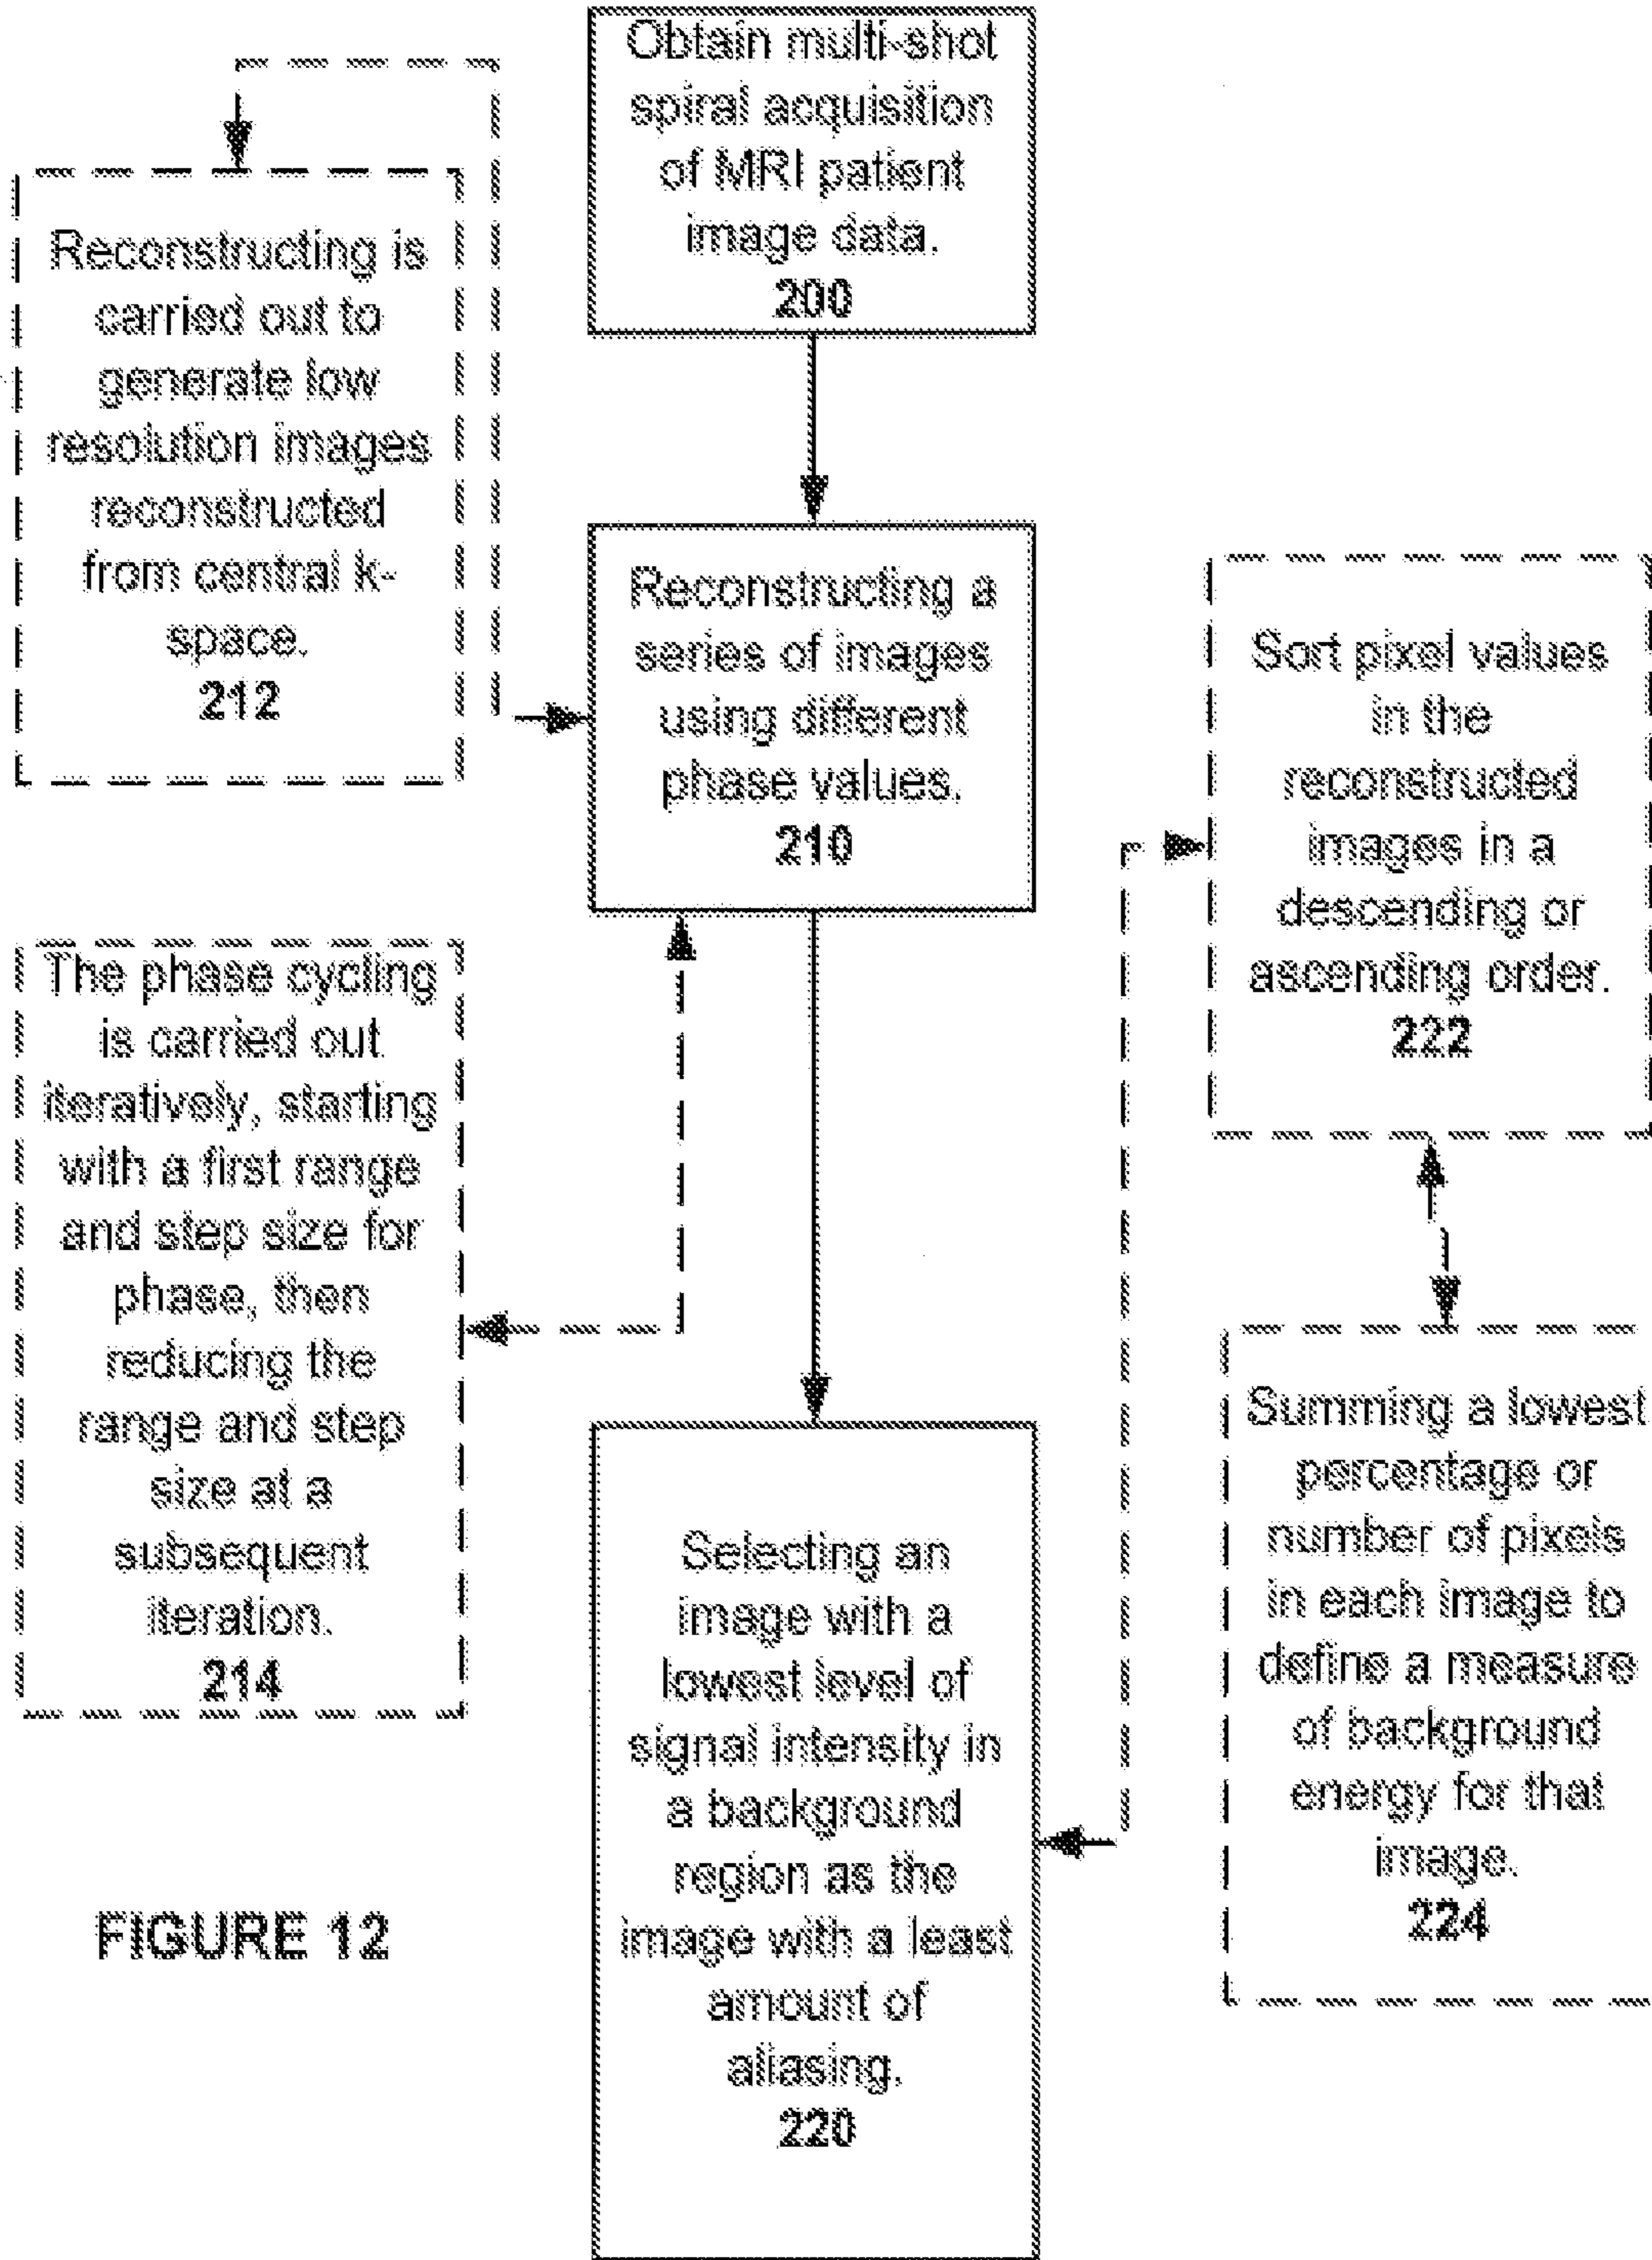 Obtain multi-shot
spiral acquisition
of MRI patient
image data.
200
Reconstructing is
carried out to
generate low
resolution images
reconstructed
from central k-
space.
212
Reconstructing a
series of images
using different
phase values.
210
The phase cycling
is carried out
iteratively, starting
with a first range
and step size for
phase, then
reducing the
range and step
size at a
subsequent
iteration.
214
Sort pixel values
in the
reconstructed
images in a
descending or
ascending order.
222
Selecting an
image with a
lowest level of
signal intensity in
a background
region as the
image with a least
amount of
aliasing.
220
Summing a lowest
percentage or
number of pixels
in each image to
define a measure
of background
energy for that
image.
224
FIGURE 12